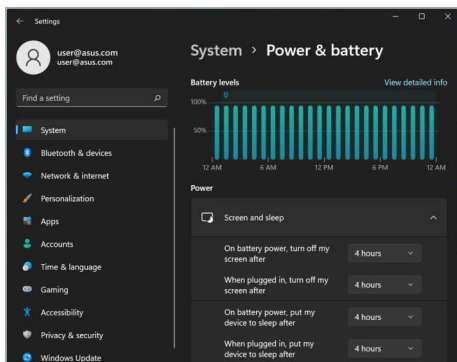 Settings
user@asus.com
user@asus.com
Find a setting
System
Bluetooth & devices
Network & internet
Personalization
Apps
Accounts
Time & language
Gaming
Accessibility
Privacy & security
Windows Update
System > Power & battery
Battery levels
View detailed info
100%
50%
12 AM 6 AM 12 PM 6 PM 12 AM
Power
Screen and sleep
On battery power, turn off my
screen after
4 hours
When plugged in, turn off my
screen after
4 hours
On battery power, put my
device to sleep after
4 hours
When plugged in, put my
device to sleep after
4 hours